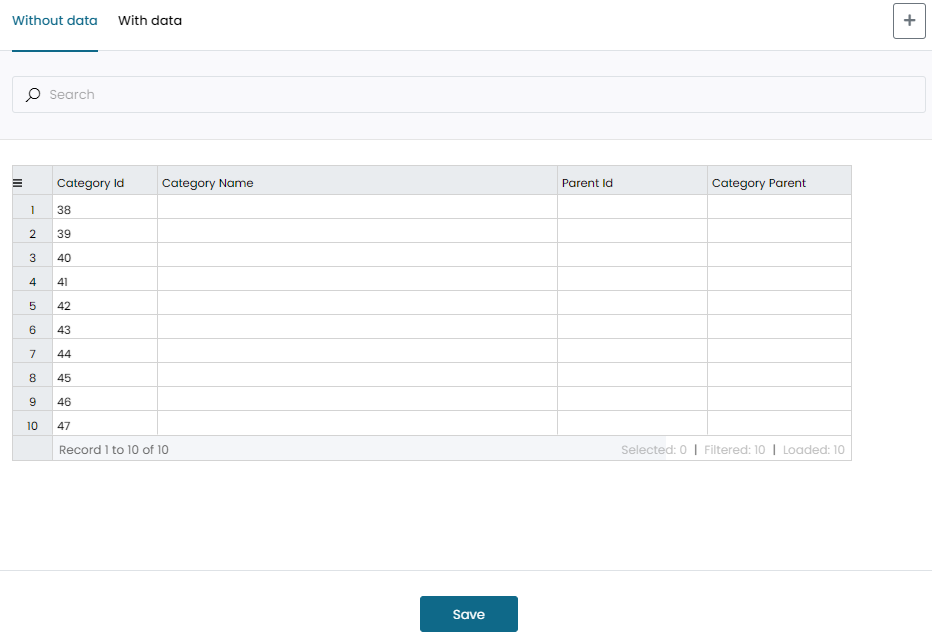 Without data With data +
Search
Category Id Category Name Parent Id Category Parent
1 38
2 39
3 40
4 41
5 42
6 43
7 44
8 45
9 46
10 47
Record 1 to 10 of 10 Selected: 0 | Filtered: 10 | Loaded: 10
Save